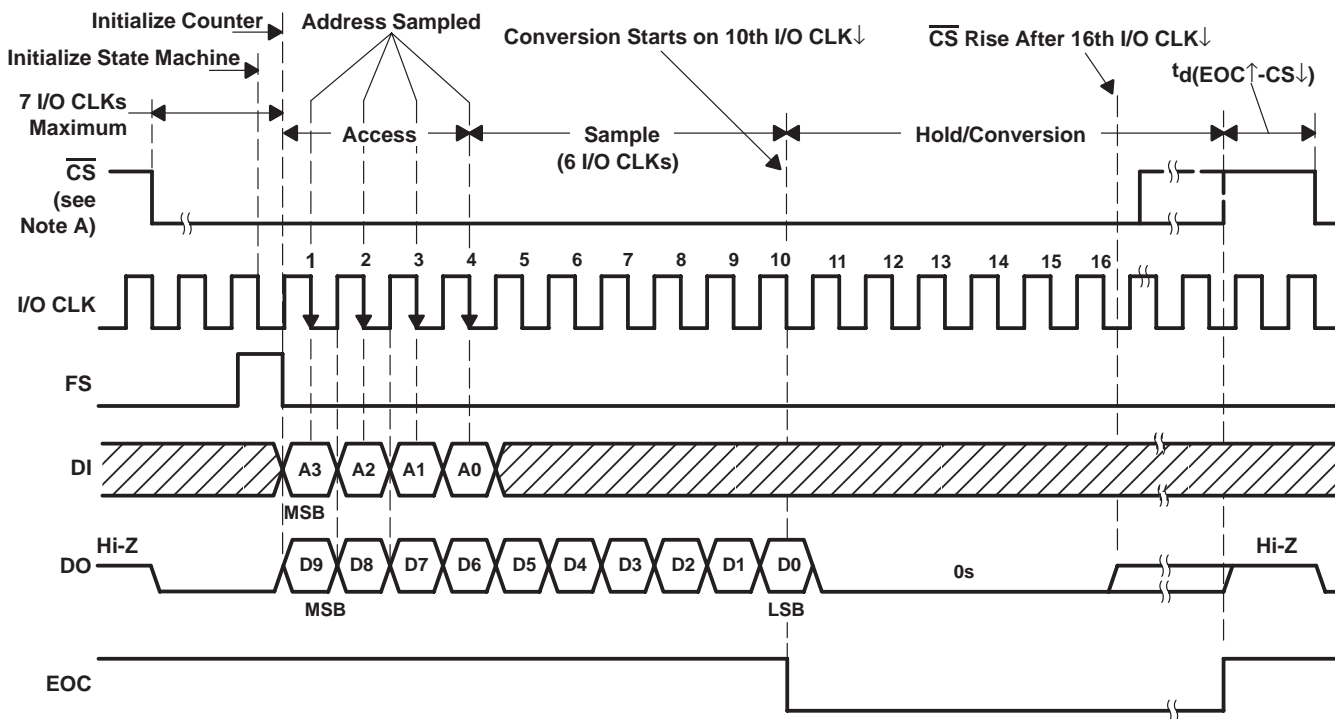 Initialize Counter
Address Sampled
Conversion Starts on 10th I/O CLK↓
CS Rise After 16th I/O CLK↓
Initialize State Machine
td(EOC↑-CS↓)
7 I/O CLKs
Maximum
Access
Sample
(6 I/O CLKs)
Hold/Conversion
CS
(see
Note A)
1 2 3 4 5 6 7 8 9 10 11 12 13 14 15 16
I/O CLK
FS
DI
A3 A2 A1 A0
MSB
Hi-Z
Hi-Z
DO
D9 D8 D7 D6 D5 D4 D3 D2 D1 D0
0s
MSB
LSB
EOC